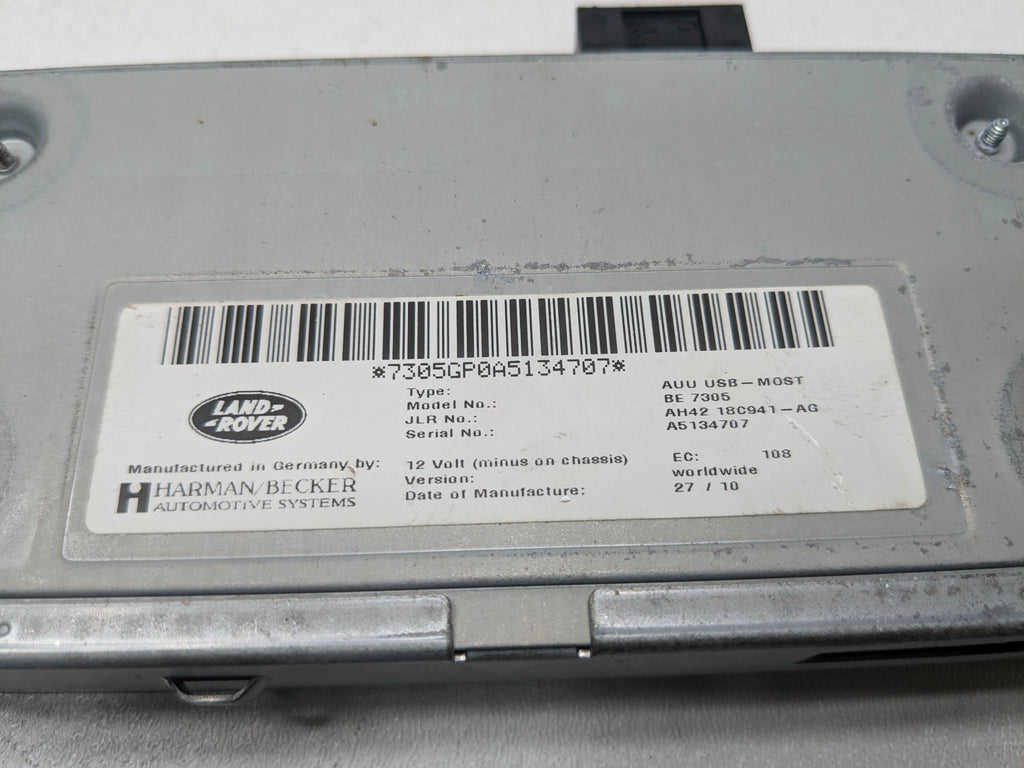 *7305GP0A5134707*
Type: AUU USB-MOST
Model No.: BE 7305
JLR No.: AH42 18C941-AG
Serial No.: A5134707
LAND-
-ROVER
Manufactured in Germany by:
HARMAN/BECKER
AUTOMOTIVE SYSTEMS
12 Volt (minus on chassis) EC: 108
Version: worldwide
Date of Manufacture: 27 / 10